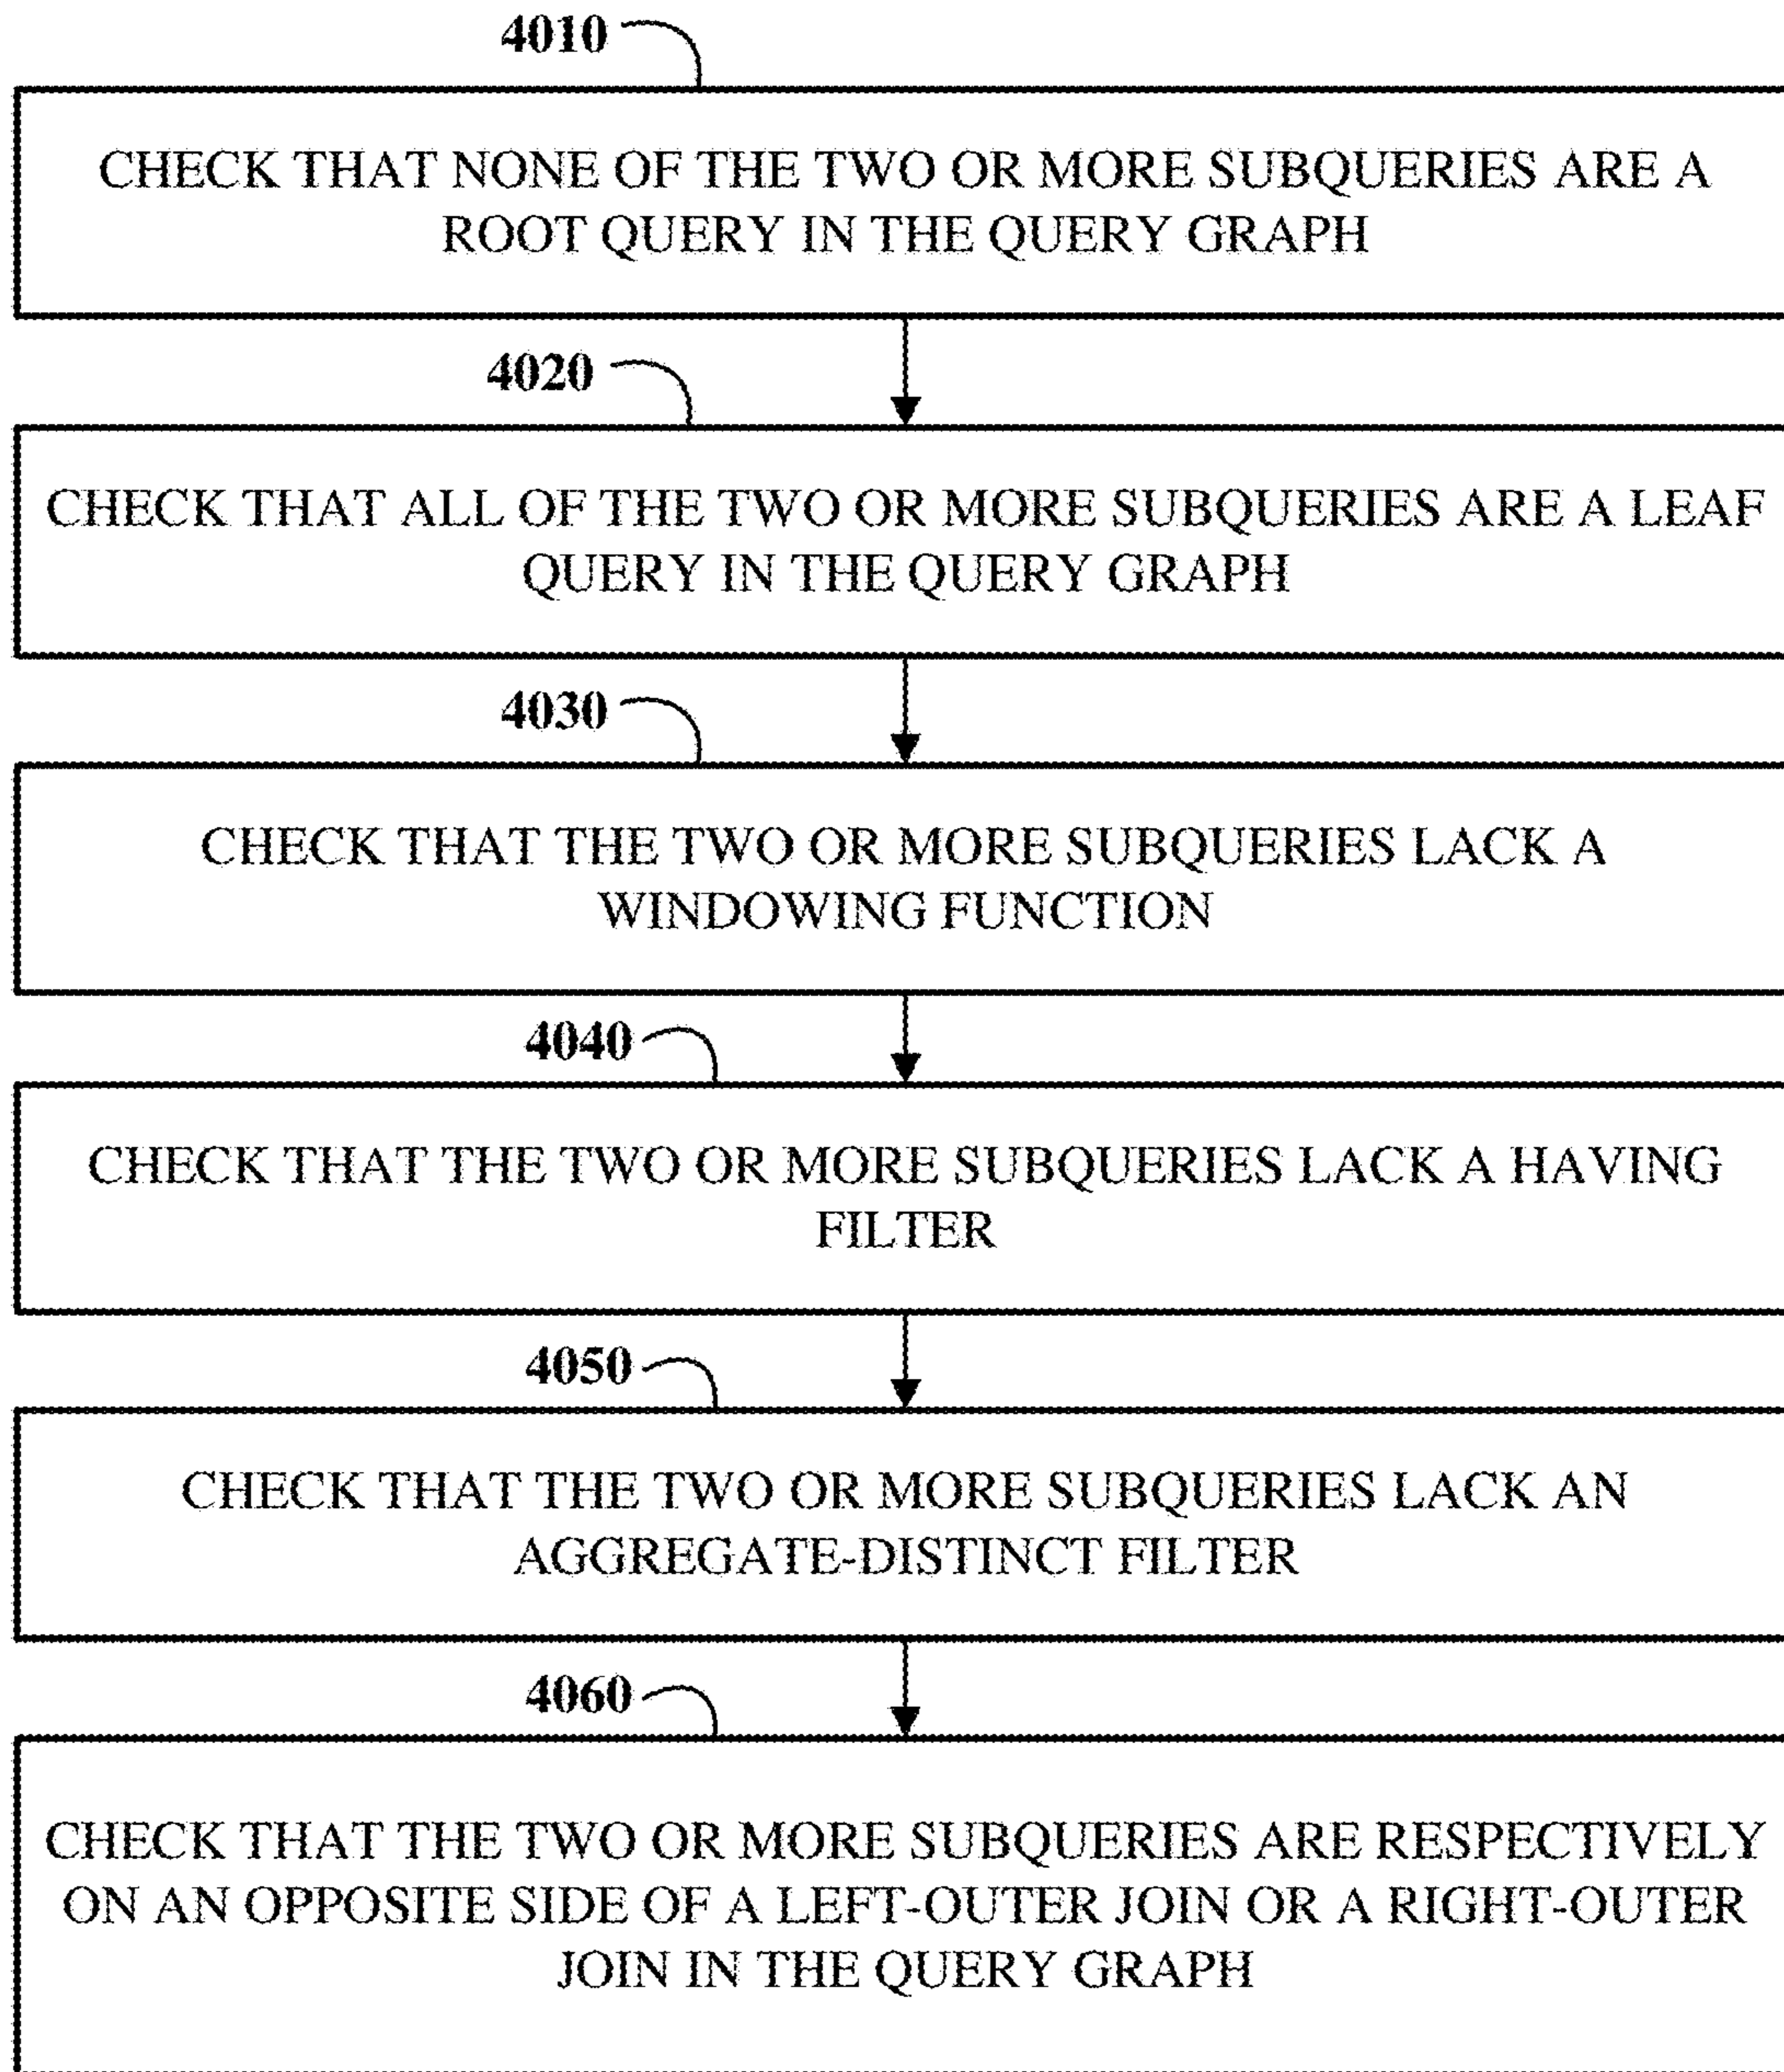 4010
CHECK THAT NONE OF THE TWO OR MORE SUBQUERIES ARE A
ROOT QUERY IN THE QUERY GRAPH
4020
CHECK THAT ALL OF THE TWO OR MORE SUBQUERIES ARE A LEAF
QUERY IN THE QUERY GRAPH
4030
CHECK THAT THE TWO OR MORE SUBQUERIES LACK A
WINDOWING FUNCTION
4040
CHECK THAT THE TWO OR MORE SUBQUERIES LACK A HAVING
FILTER
4050
CHECK THAT THE TWO OR MORE SUBQUERIES LACK AN
AGGREGATE-DISTINCT FILTER
4060
CHECK THAT THE TWO OR MORE SUBQUERIES ARE RESPECTIVELY
ON AN OPPOSITE SIDE OF A LEFT-OUTER JOIN OR A RIGHT-OUTER
JOIN IN THE QUERY GRAPH